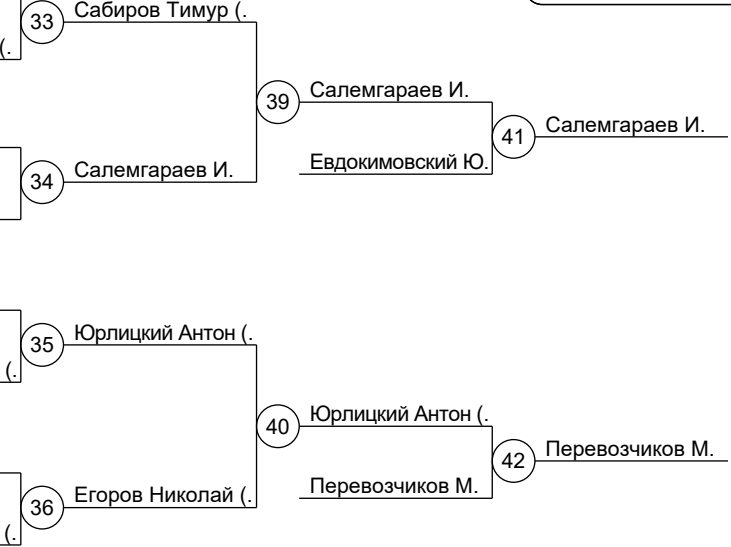 33
Сабиров Тимур (.
(.
39
Салемгараев И.
41
Салемгараев И.
Евдокимовский Ю.
34
Салемгараев И.
35
Юрлицкий Антон (.
(.
40
Юрлицкий Антон (.
42
Перевозчиков М.
Перевозчиков М.
36
Егоров Николай (.
(.